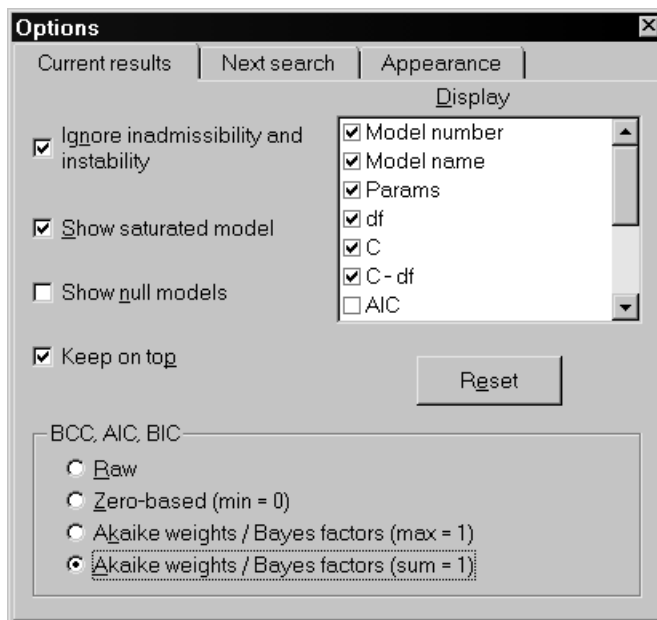 Options
Current results
Next search
Appearance
Display
Ignore inadmissibility and
instability
Show saturated model
Show null models
Keep on top
Model number
Model name
Params
df
C
C - df
AIC
Reset
BCC, AIC, BIC
Raw
Zero-based (min = 0)
Akaike weights / Bayes factors (max = 1)
Akaike weights / Bayes factors (sum = 1)